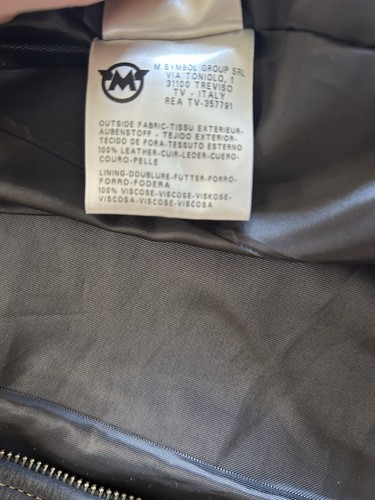 M
M SYMBOL GROUP SRL
VIA TONIOLO, 1
31100 TREVISO
TV - ITALY
REA TV-357791
OUTSIDE FABRIC-TISSU EXTERIEUR-
AUBENSTOFF - TEJIDO EXTERIOR-
TECIDO DE FORA-TESSUTO ESTERNO
100% LEATHER-CUIR-LEDER-CUERO-
COURO-PELLE
LINING-DOUBLURE-FUTTER-FORRO-
FORRO-FODERA
100% VISCOSE-VISCOSE-VISKOSE-
VISCOSA-VISCOSE-VISCOSA